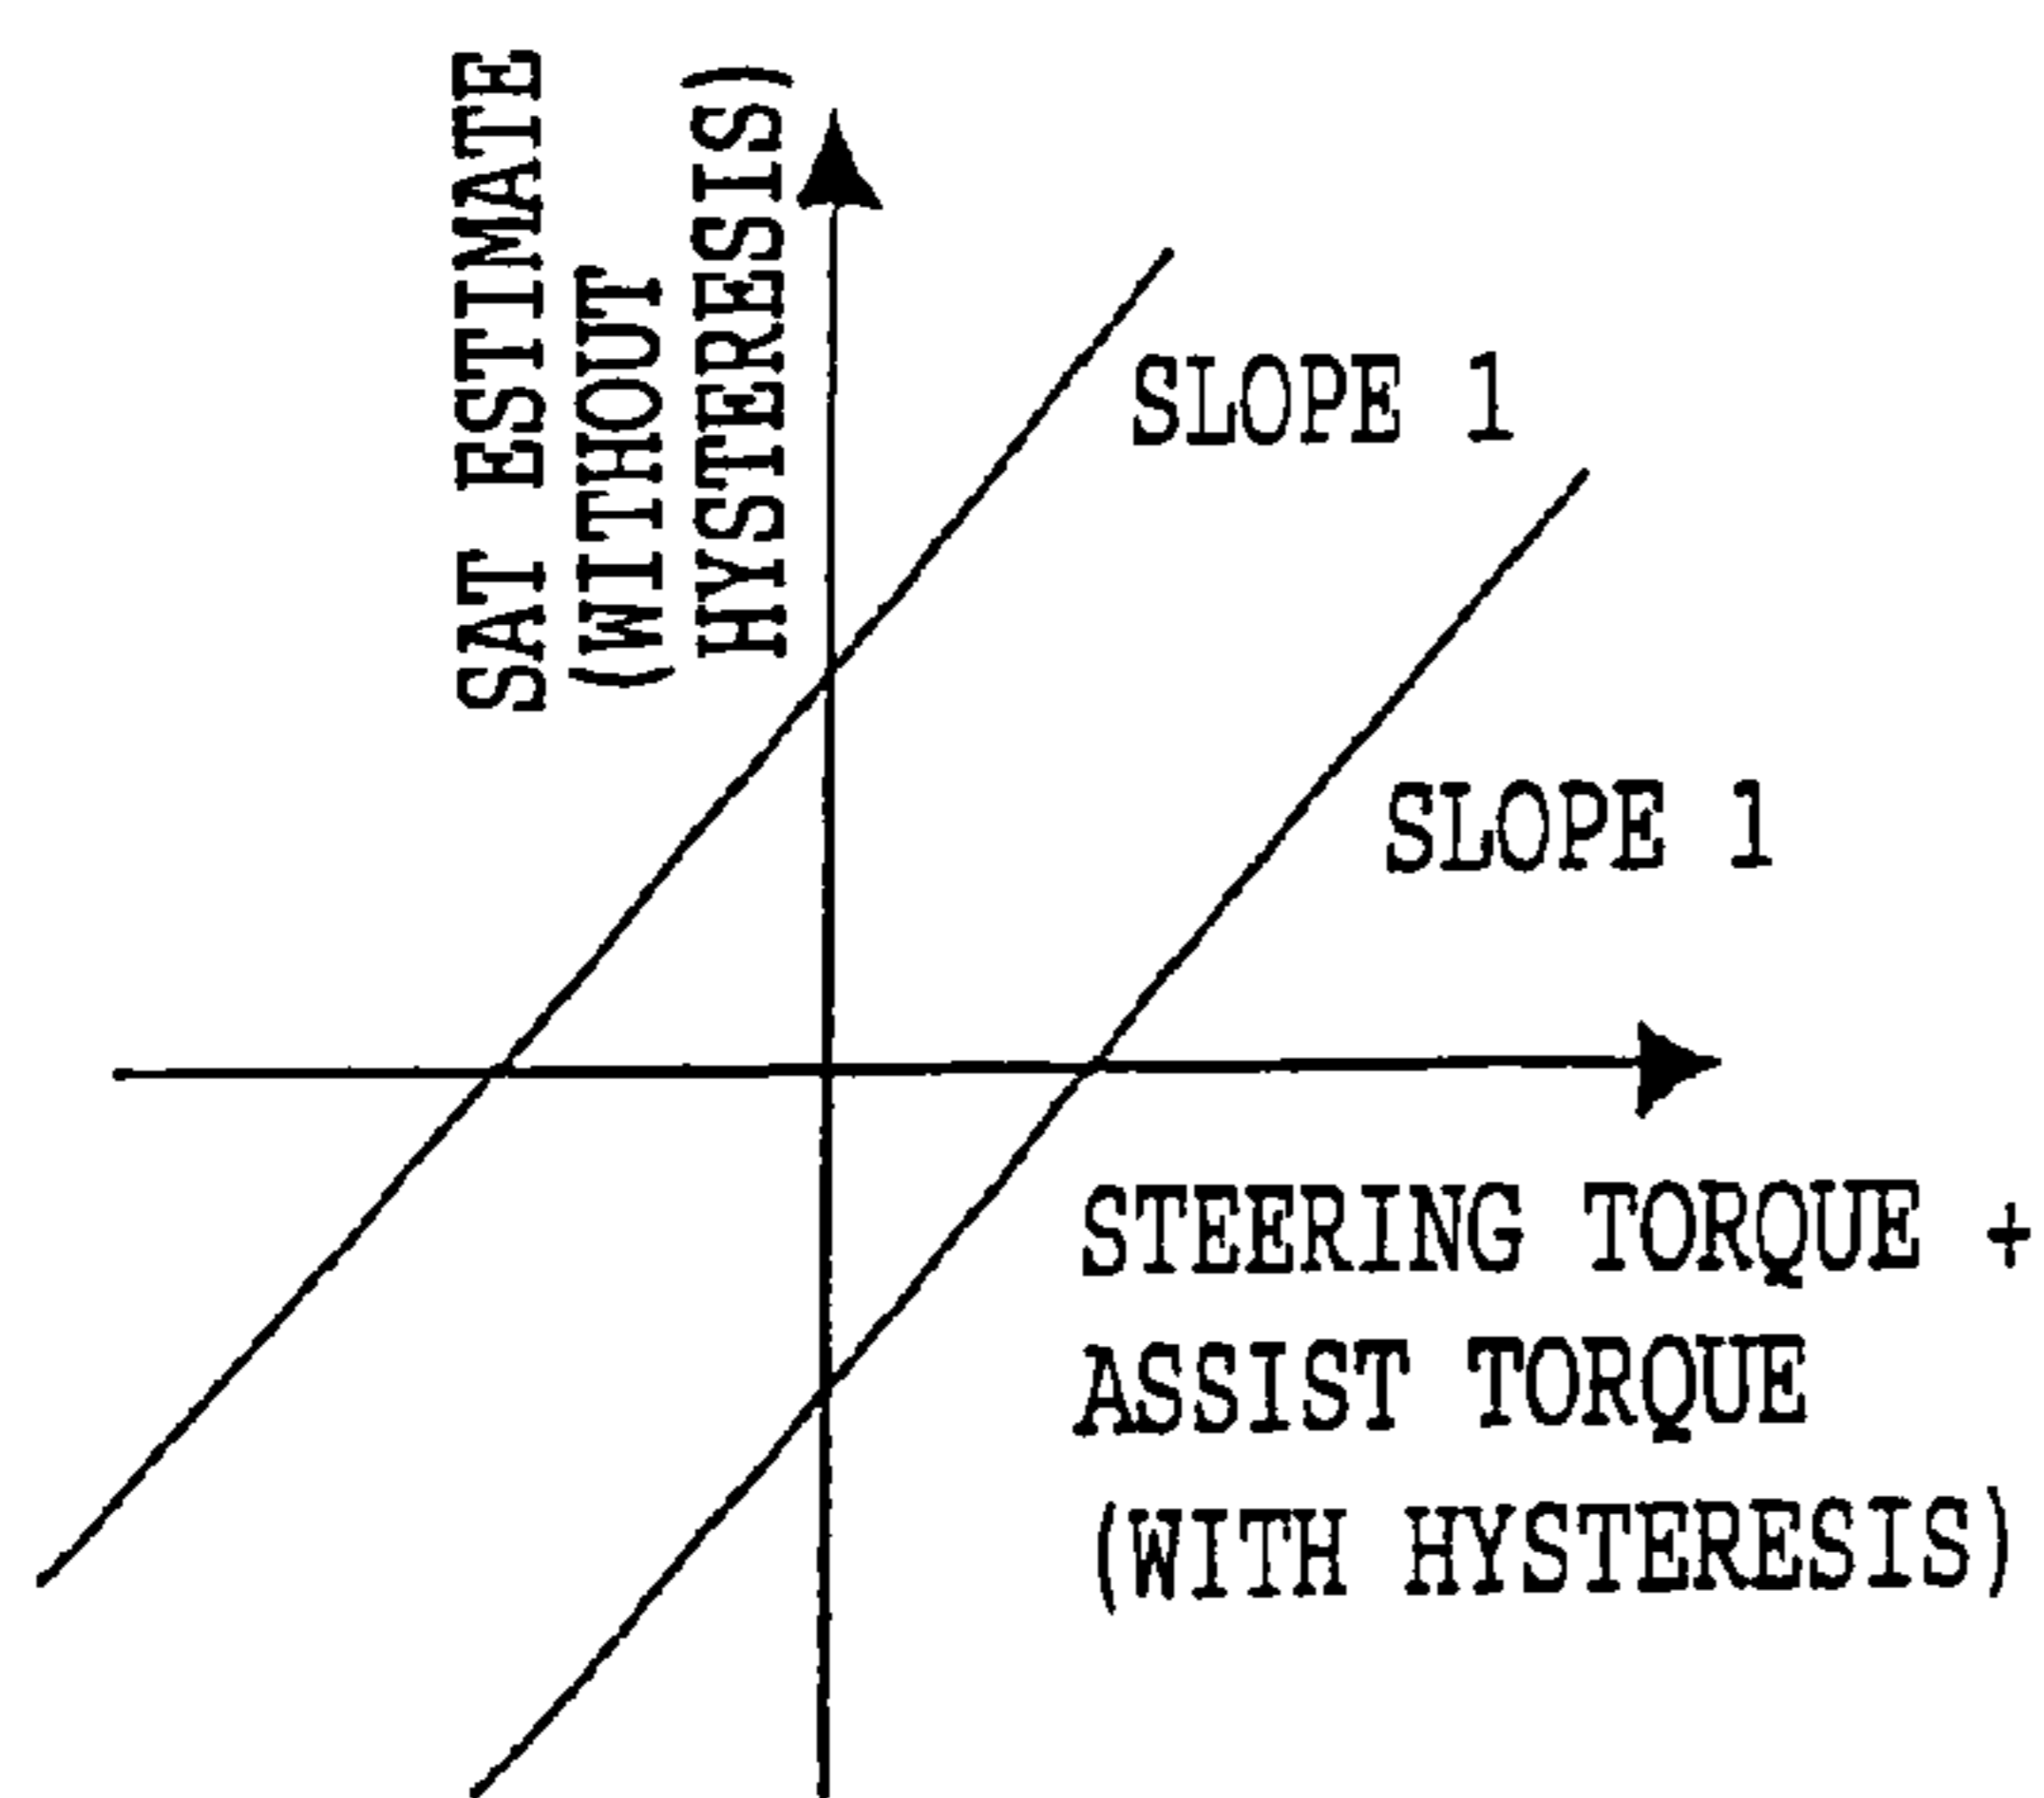 SAT ESTIMATE
(WITHOUT
HYSTERESIS)
SLOPE 1
SLOPE 1
STEERING TORQUE +
ASSIST TORQUE
(WITH HYSTERESIS)